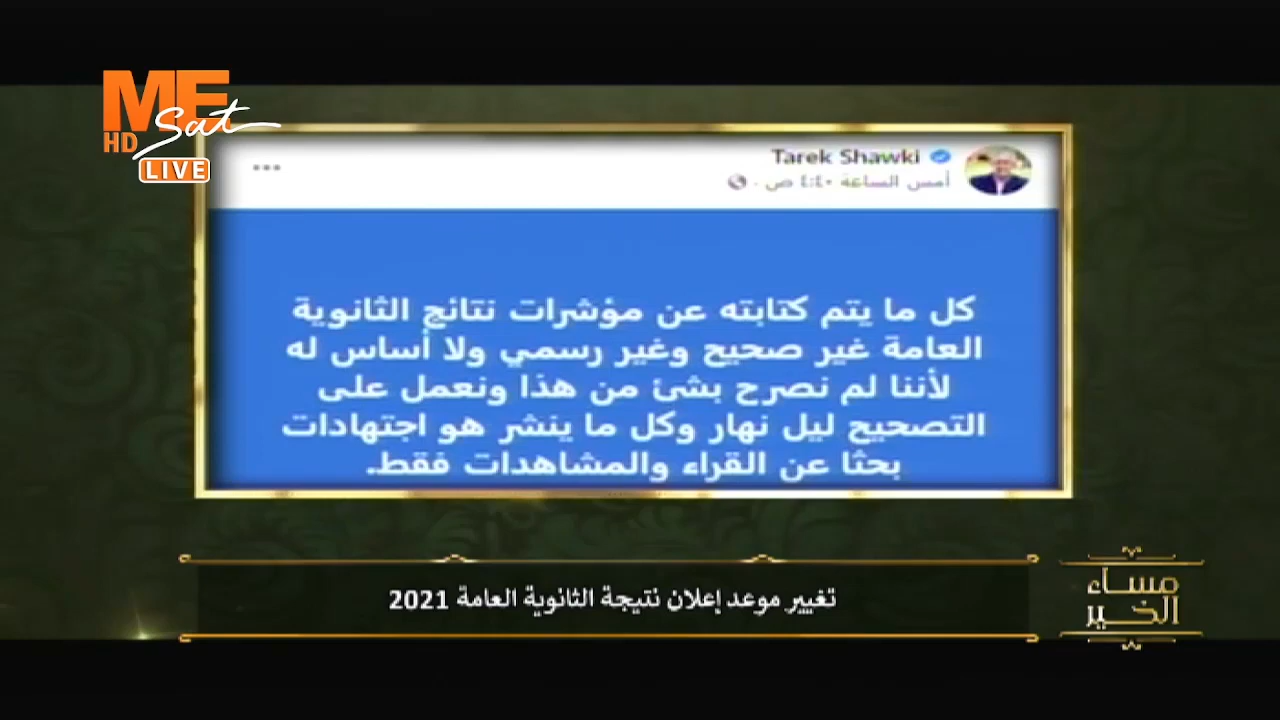 ME
Sat
HD
LIVE
Tarek Shawki
أمس الساعة ٤:٤٠ ص
كل ما يتم كتابته عن مؤشرات نتائج الثانوية
العامة غير صحيح وغير رسمي ولا أساس له
لأننا لم نصرح بشئ من هذا ونعمل على
التصحيح ليل نهار وكل ما ينشر هو اجتهادات
بحثا عن القراء والمشاهدات فقط.
تغيير موعد إعلان نتيجة الثانوية العامة 2021
مساء
الخير